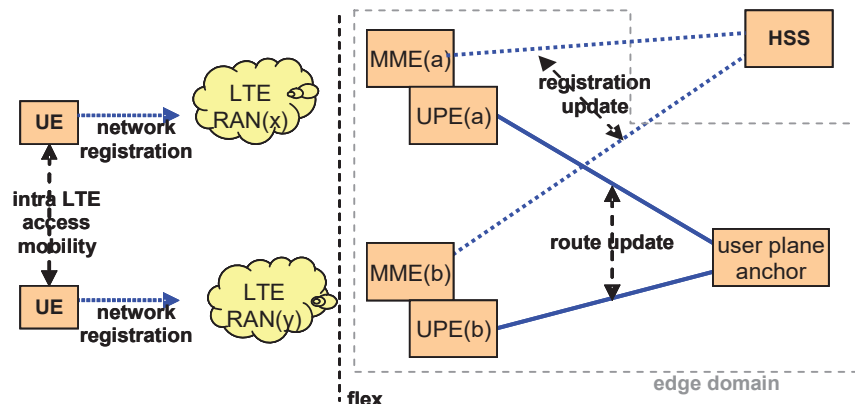 MME(a)
HSS
LTE
RAN(x)
registration
update
UE
network
registration
UPE(a)
intra LTE
access
mobility
MME(b)
route update
user plane
anchor
UE
network
registration
LTE
RAN(y)
UPE(b)
edge domain
flex